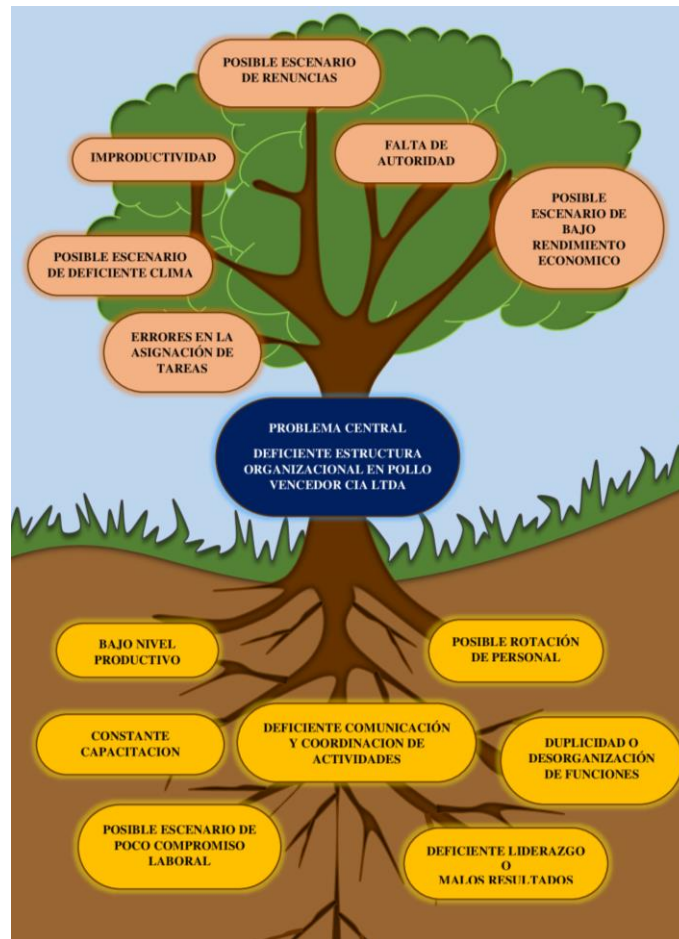 POSIBLE ESCENARIO
DE RENUNCIAS
IMPRODUCTIVIDAD
FALTA DE
AUTORIDAD
POSIBLE
ESCENARIO DE
BAJO
RENDIMIENTO
ECONOMICO
POSIBLE ESCENARIO
DE DEFICIENTE CLIMA
ERRORES EN LA
ASIGNACIÓN DE
TAREAS
PROBLEMA CENTRAL
DEFICIENTE ESTRUCTURA
ORGANIZACIONAL EN POLLO
VENCEDOR CIA LTDA
BAJO NIVEL
PRODUCTIVO
POSIBLE ROTACIÓN
DE PERSONAL
CONSTANTE
CAPACITACION
DEFICIENTE COMUNICACIÓN
Y COORDINACION DE
ACTIVIDADES
DUPLICIDAD O
DESORGANIZACIÓN
DE FUNCIONES
POSIBLE ESCENARIO DE
POCO COMPROMISO
LABORAL
DEFICIENTE LIDERAZGO
O
MALOS RESULTADOS